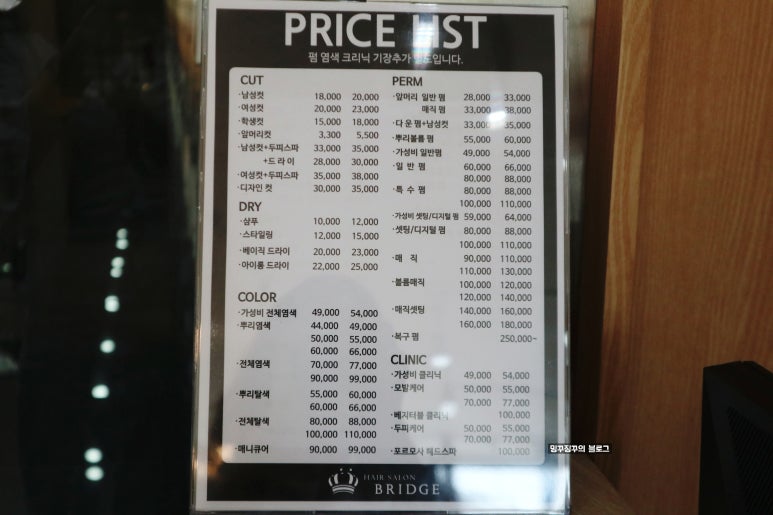 PRICE LIST
펌 염색 크리닉 기장추가 별도입니다.
CUT
·남성컷 18,000 20,000
·여성컷 20,000 23,000
·학생컷 15,000 18,000
·앞머리컷 3,300 5,500
·남성컷+두피스파 33,000 35,000
+드라이 28,000 30,000
·여성컷+두피스파 35,000 38,000
·디자인 컷 30,000 35,000
DRY
·샴푸 10,000 12,000
·스타일링 12,000 15,000
·베이직 드라이 20,000 23,000
·아이롱 드라이 22,000 25,000
COLOR
·가성비 전체염색 49,000 54,000
·뿌리염색 44,000 49,000
50,000 55,000
60,000 66,000
·전체염색 70,000 77,000
90,000 99,000
·뿌리탈색 55,000 60,000
60,000 66,000
·전체탈색 80,000 88,000
100,000 110,000
·매니큐어 90,000 99,000
PERM
·앞머리 일반 펌 28,000 33,000
매직 펌 33,000 38,000
·다운펌+남성컷 33,000 35,000
·뿌리볼륨 펌 55,000 60,000
·가성비 일반펌 49,000 54,000
·일 반 펌 60,000 66,000
80,000 88,000
·특 수 펌 80,000 88,000
100,000 110,000
·가성비 셋팅/디지털 펌 59,000 64,000
·셋팅/디지털 펌 80,000 88,000
100,000 110,000
·매 직 90,000 110,000
110,000 130,000
·볼륨매직 100,000 120,000
120,000 140,000
·매직셋팅 140,000 160,000
160,000 180,000
·복구 펌 250,000~
CLINIC
·가성비 클리닉 49,000 54,000
·모발케어 50,000 55,000
70,000 77,000
·베지터블 클리닉 100,000
·두피케어 50,000 55,000
70,000 77,000
·포르모사 헤드스파 100,000
HAIR SALON
BRIDGE